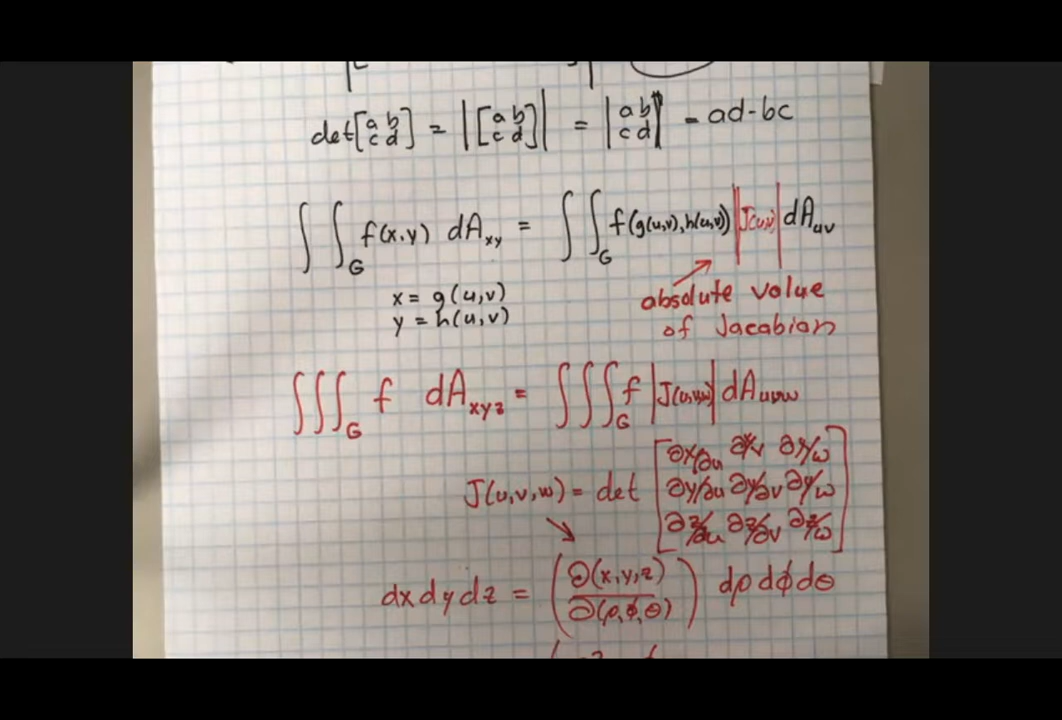 det[a b c d] = |[a b c d]| = |a b c d| = ad-bc
∫∫_G f(x,y) dA_xy = ∫∫_G f(g(u,v),h(u,v)) |J(u,v)| dA_uv
x = g(u,v)
y = h(u,v)
absolute value
of Jacabian
∫∫∫_G f dA_xyz = ∫∫∫_G f |J(u,v,w)| dA_uvw
J(u,v,w) = det [∂x/∂u ∂x/v ∂x/w
∂y/∂u ∂y/∂v ∂y/w
∂z/∂u ∂z/∂v ∂z/w]
dx dy dz = (∂(x,y,z)/∂(ρ,ϕ,θ)) dρ dϕ dθ